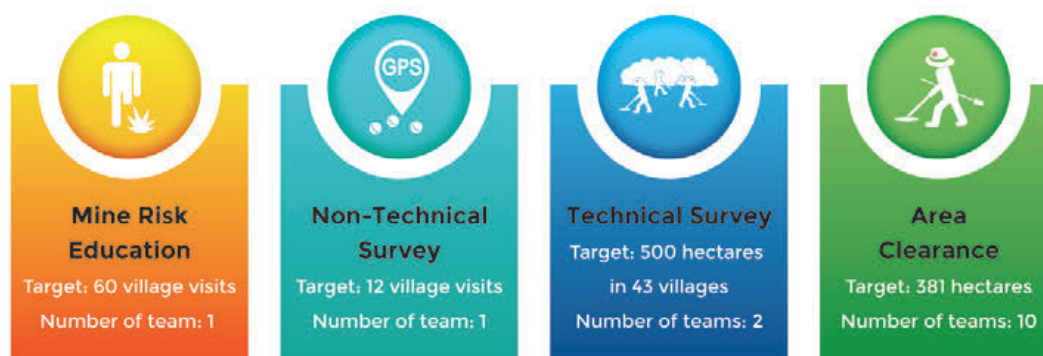 Mine Risk
Education
Target: 60 village visits
Number of team: 1
GPS
Non-Technical
Survey
Target: 12 village visits
Number of team: 1
Technical Survey
Target: 500 hectares
in 43 villages
Number of teams: 2
Area
Clearance
Target: 381 hectares
Number of teams: 10